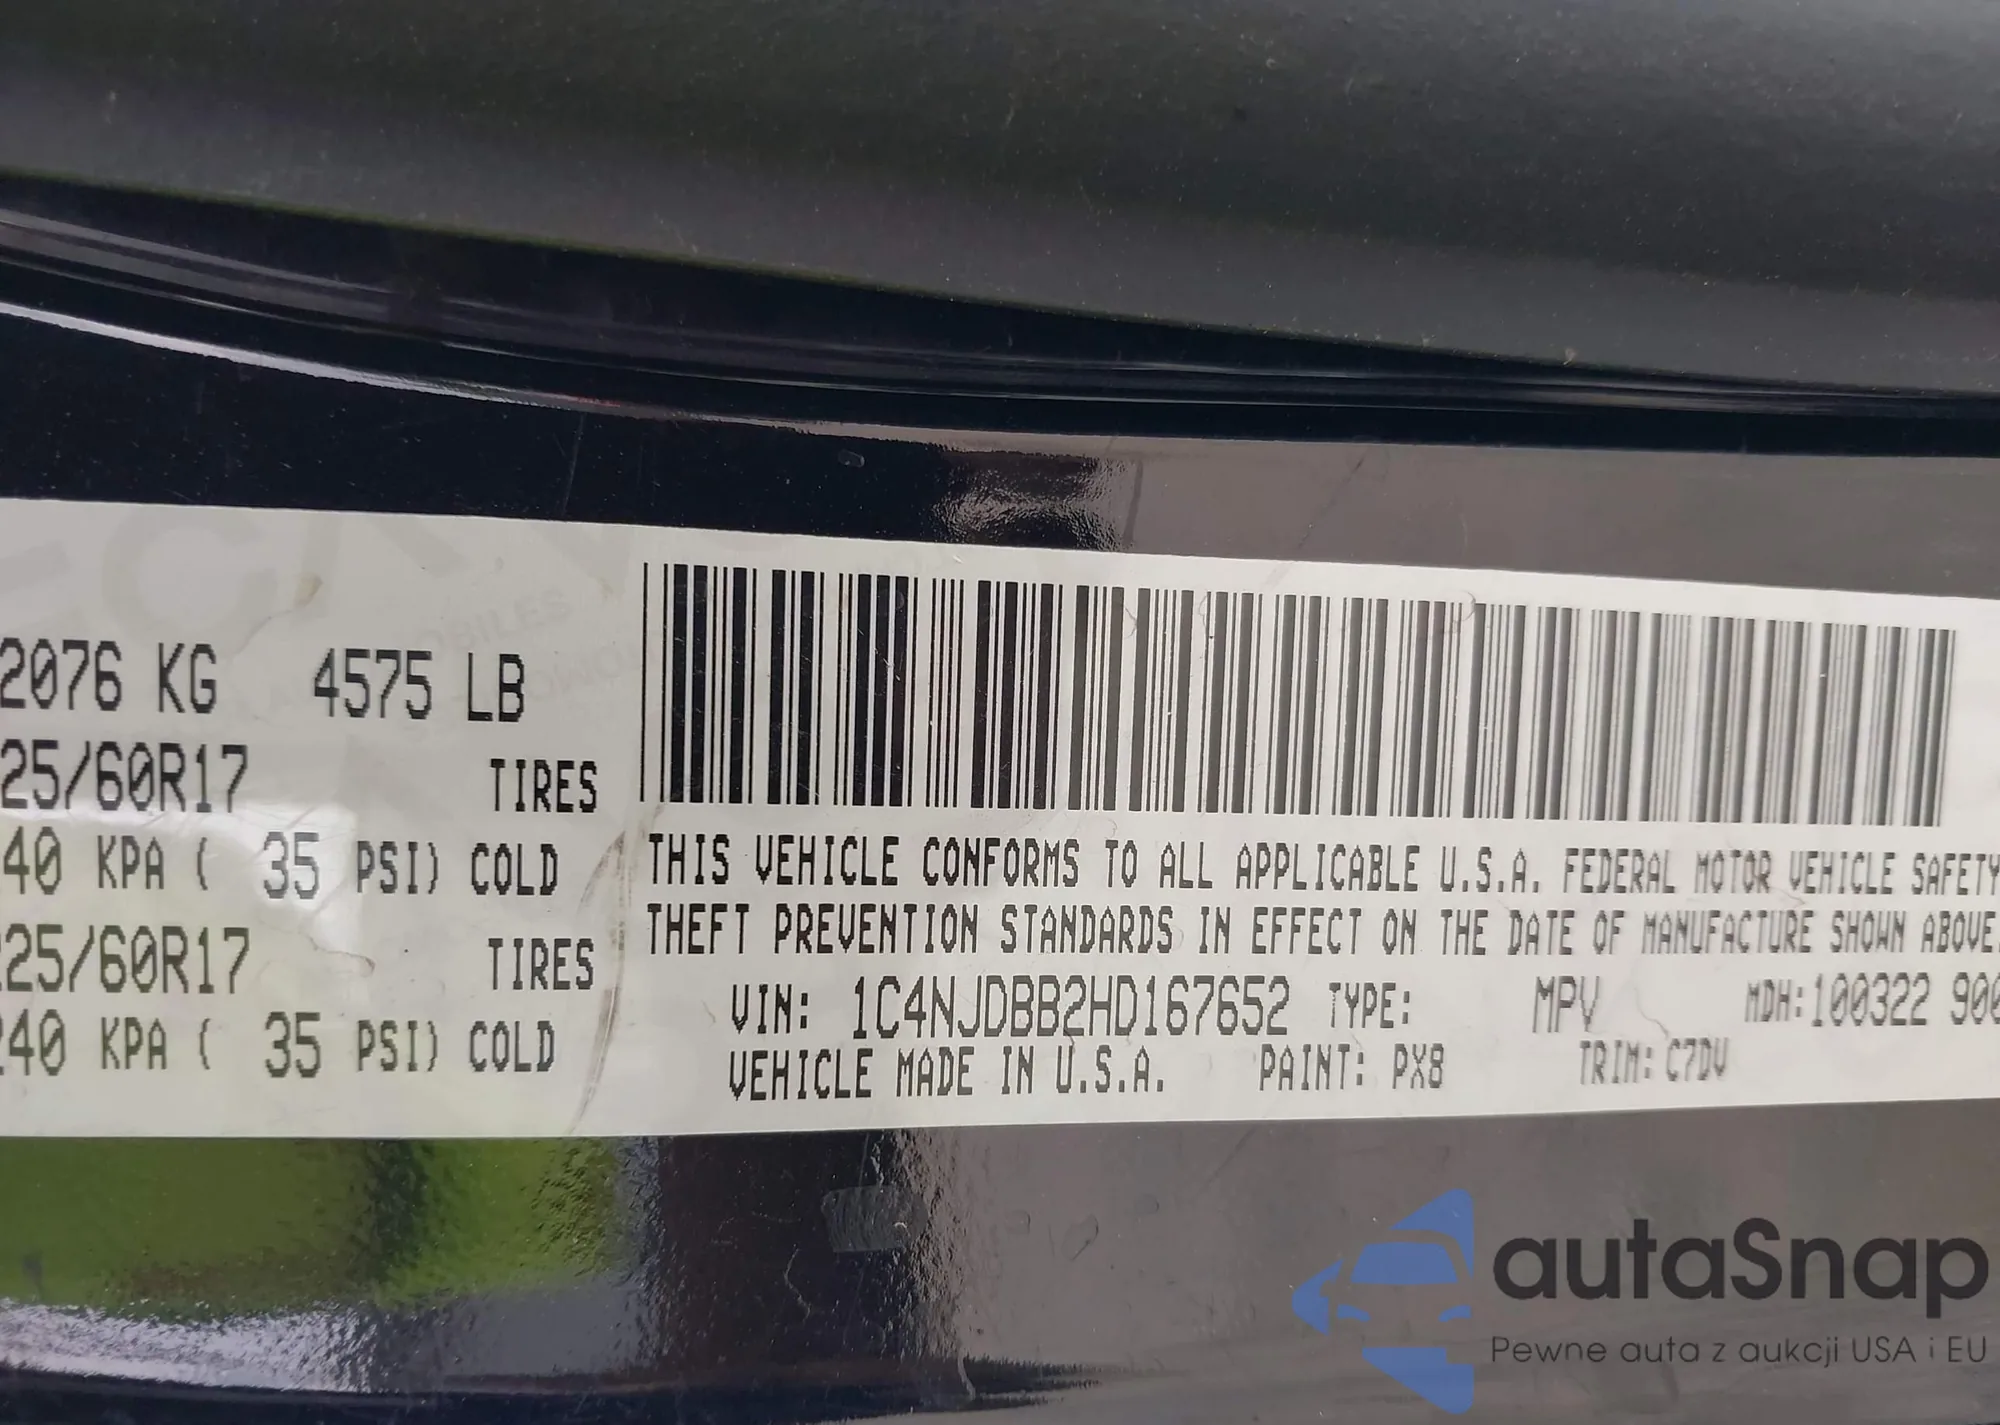 2076 KG 4575 LB
25/60R17 TIRES
40 KPA ( 35 PSI) COLD
25/60R17 TIRES
240 KPA ( 35 PSI) COLD
THIS VEHICLE CONFORMS TO ALL APPLICABLE U.S.A. FEDERAL MOTOR VEHICLE SAFETY
THEFT PREVENTION STANDARDS IN EFFECT ON THE DATE OF MANUFACTURE SHOWN ABOVE.
VIN: 1C4NJDBB2HD167652 TYPE: MPV MDH:100322 900
VEHICLE MADE IN U.S.A. PAINT: PX8 TRIM: C7DV
autaSnap
Pewne auta z aukcji USA i EU